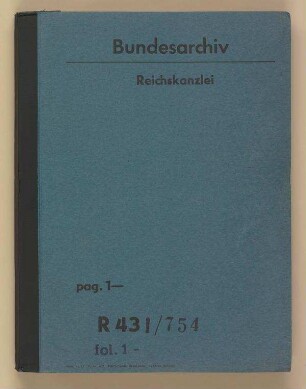 Bundesarchiv
Reichskanzlei
pag. 1—
R 43 I/754
fol. 1 -